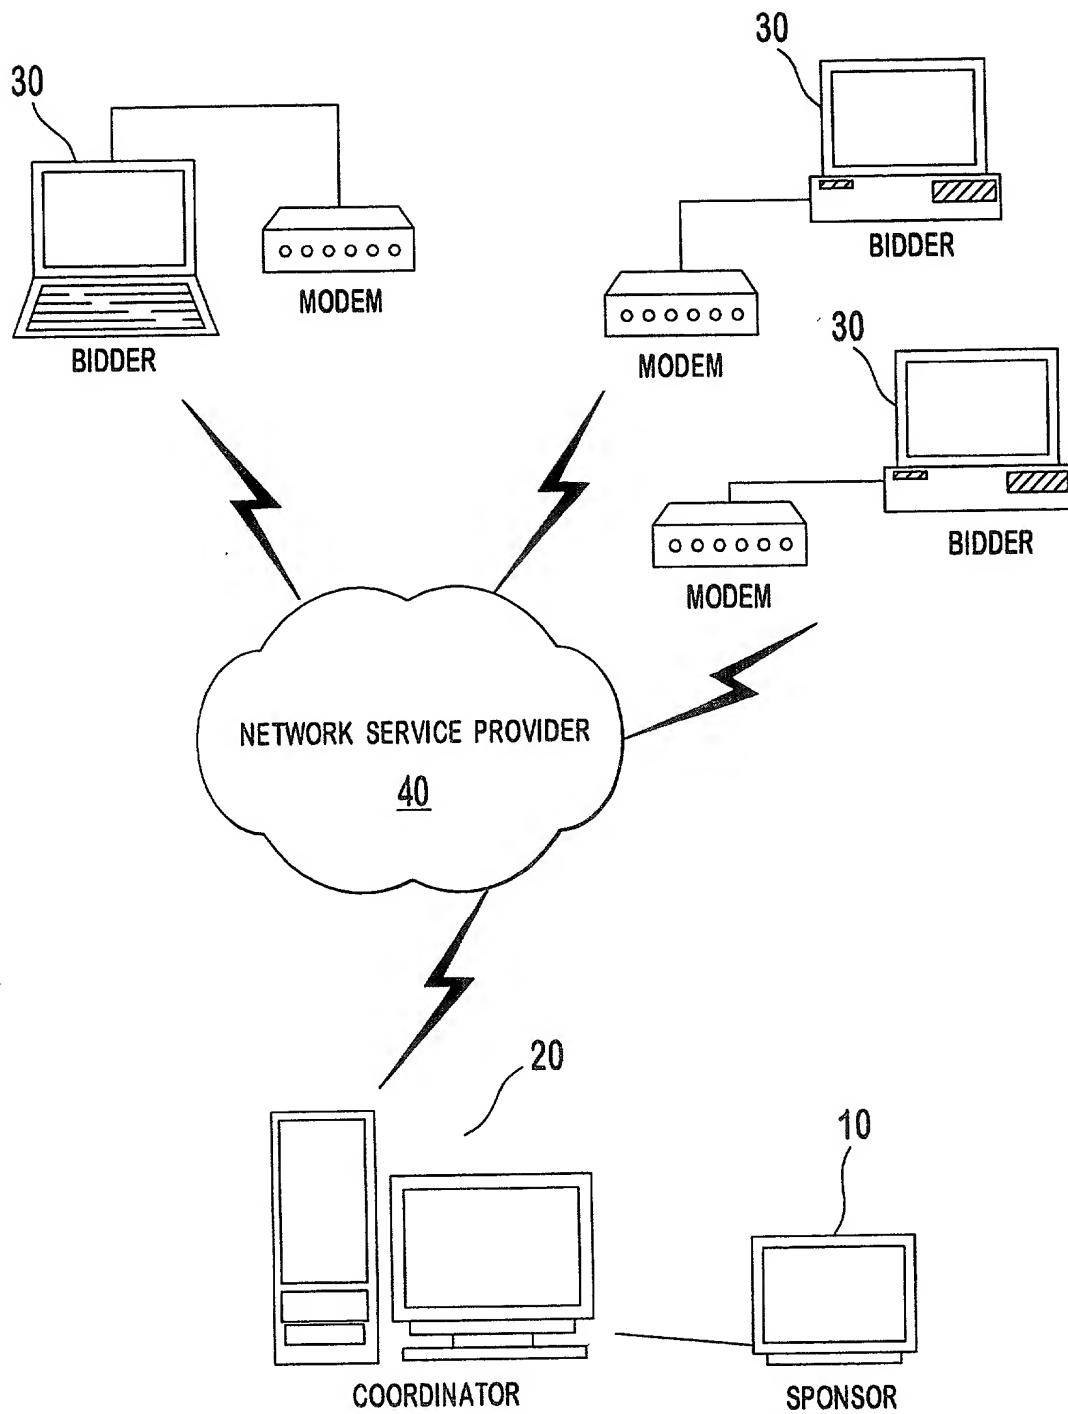 30
30
BIDDER
MODEM
BIDDER
MODEM
30
BIDDER
MODEM
NETWORK SERVICE PROVIDER
40
20
10
COORDINATOR
SPONSOR